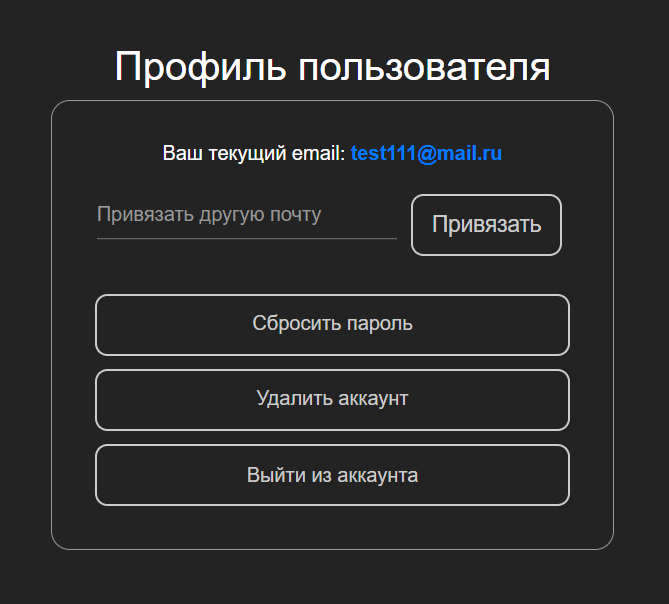 Профиль пользователя
Ваш текущий email: test111@mail.ru
Привязать другую почту
Привязать
Сбросить пароль
Удалить аккаунт
Выйти из аккаунта